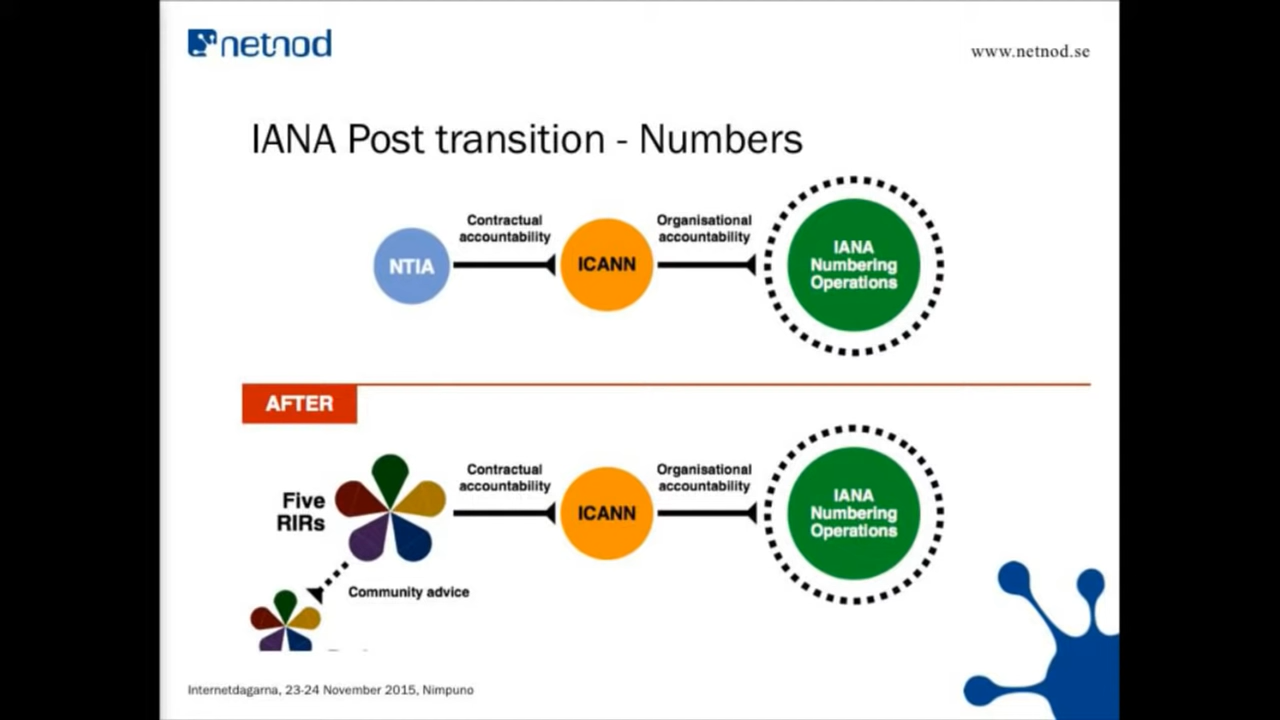 netnod
www.netnod.se
IANA Post transition - Numbers
Contractual
accountability
Organisational
accountability
NTIA
ICANN
IANA
Numbering
Operations
AFTER
Five
RIRs
Contractual
accountability
Organisational
accountability
ICANN
IANA
Numbering
Operations
Community advice
Internetdagarna, 23-24 November 2015, Nimpuno